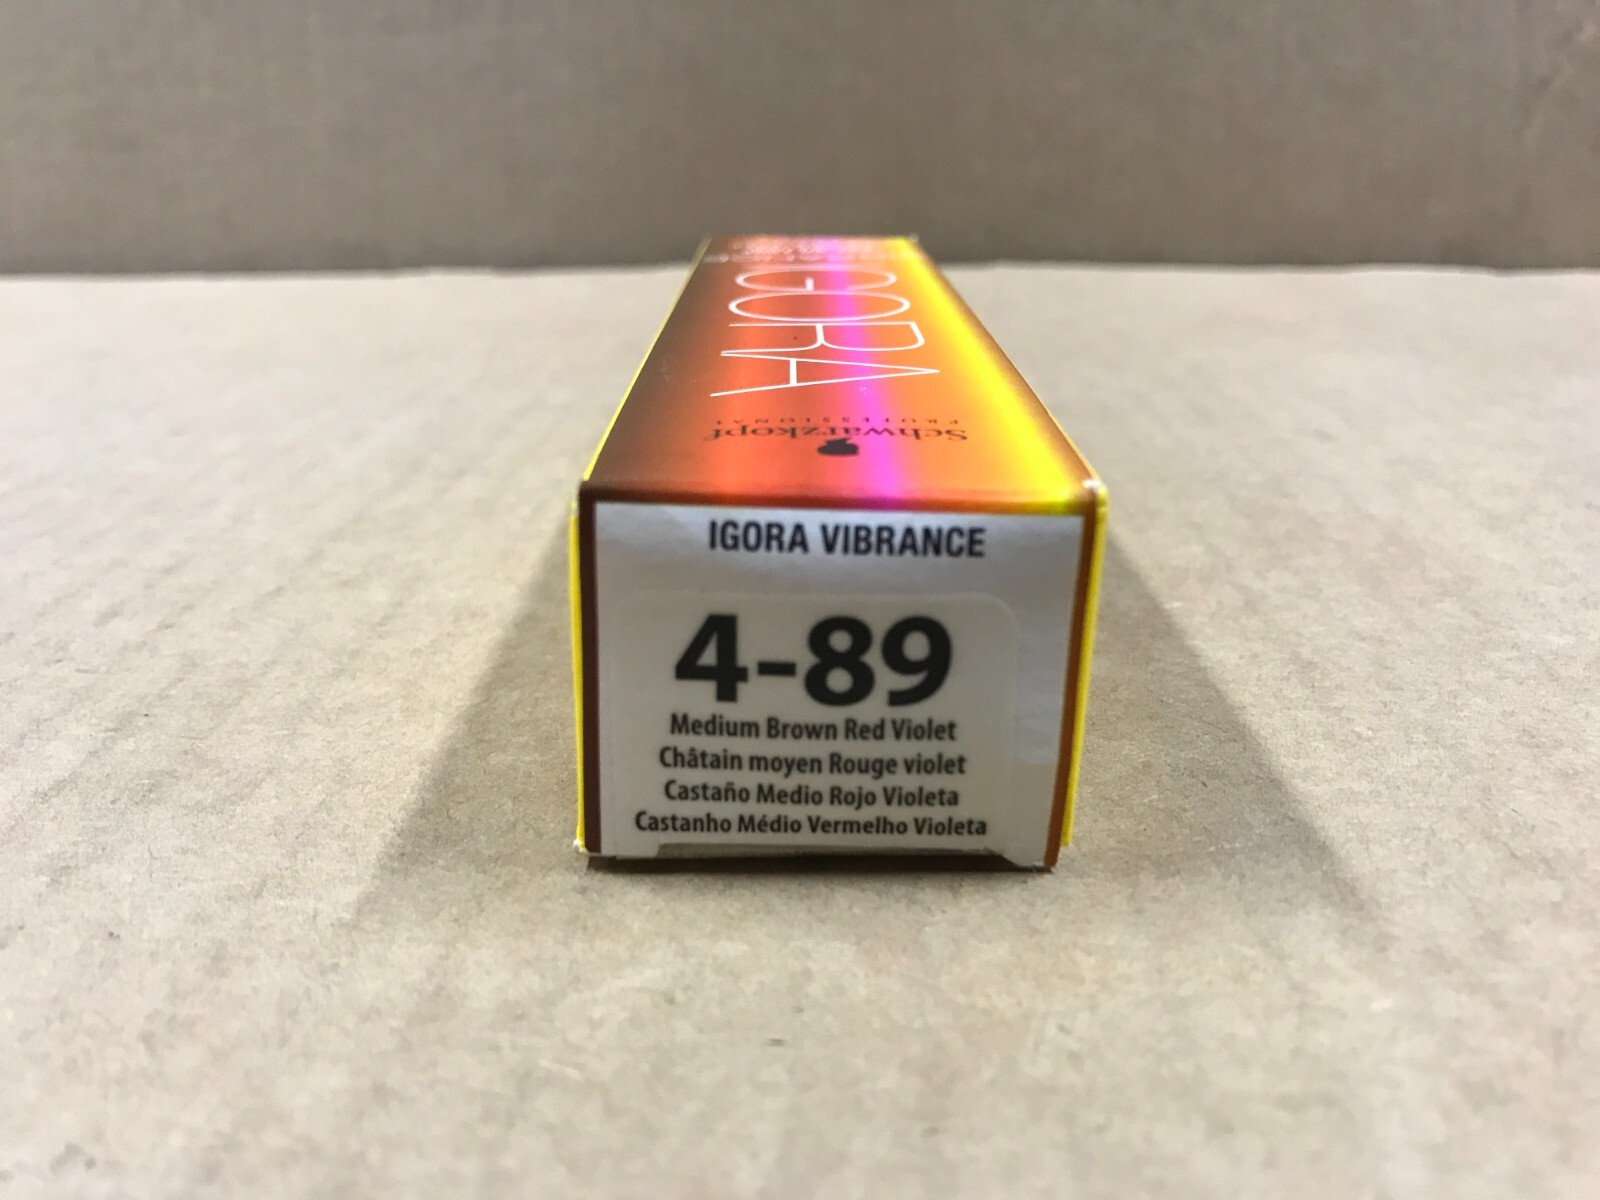 IGORA
Schwarzkopf
PROFESSIONAL
IGORA VIBRANCE
4-89
Medium Brown Red Violet
Châtain moyen Rouge violet
Castaño Medio Rojo Violeta
Castanho Médio Vermelho Violeta